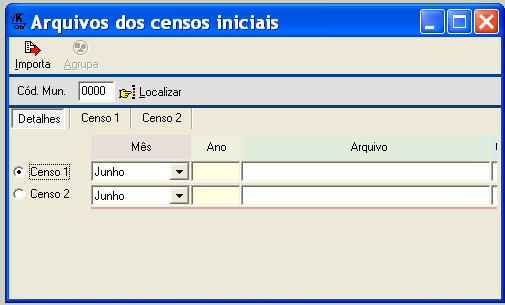 Arquivos dos censos iniciais
Importa Agrupa
Cód. Mun. 0000 Localizar
Detalhes Censo 1 Censo 2
Mês Ano Arquivo
Censo 1 Junho
Censo 2 Junho